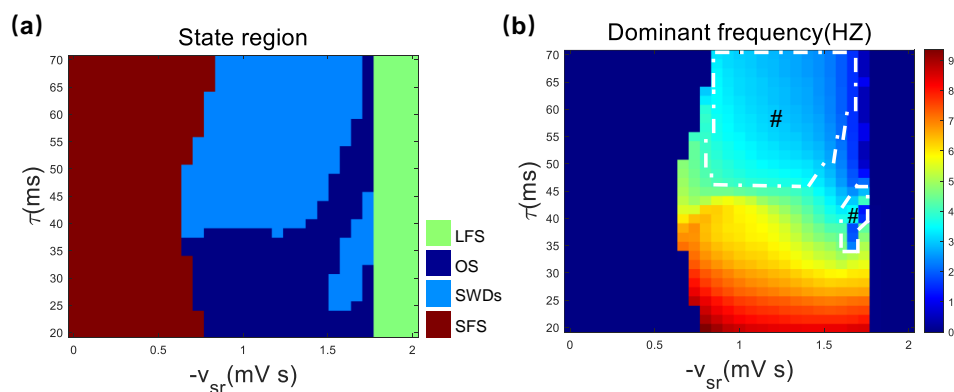 (a)
State region
70
65
60
55
50
45
40
35
30
25
20
τ(ms)
0 0.5 1 1.5 2
-v_sr(mV s)
LFS
OS
SWDs
SFS
(b)
Dominant frequency(HZ)
70
65
60
55
50
45
40
35
30
25
20
τ(ms)
#
#
0 0.5 1 1.5 2
-v_sr(mV s)
9
8
7
6
5
4
3
2
1
0